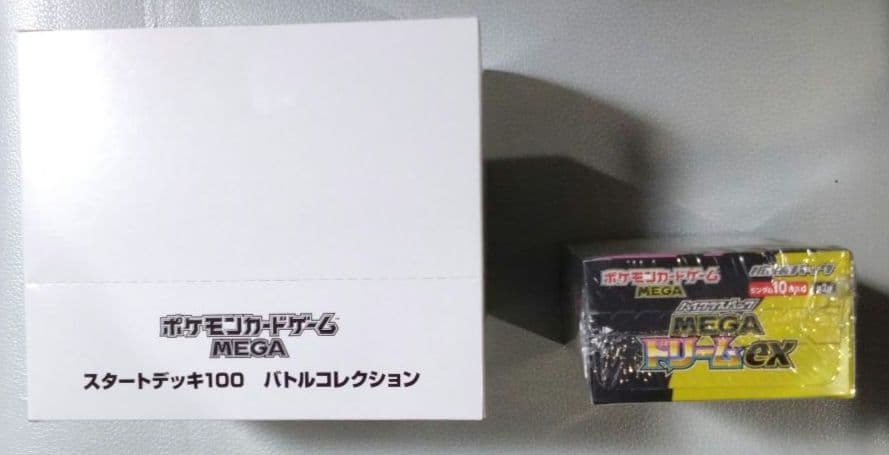 ポケモンカードゲーム
MEGA
スタートデッキ100 バトルコレクション
ポケモンカードゲーム
MEGA
ランダム10枚入り
ハイクラスパック
MEGA
ドリームex